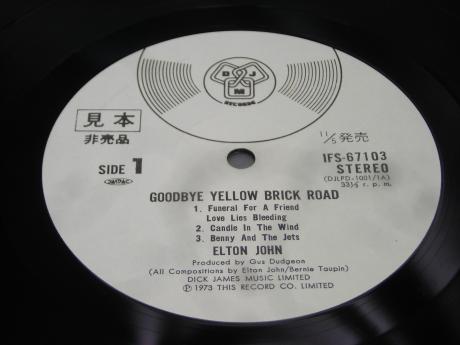 DJM
RECORDS
見本
非売品
11/5発売
SIDE 1
IFS-67103
STEREO
(DJLPD-1001/1A)
33⅓ r.p.m.
GOODBYE YELLOW BRICK ROAD
1. Funeral For A Friend
Love Lies Bleeding
2. Candle In The Wind
3. Benny And The Jets
ELTON JOHN
Produced by Gus Dudgeon
(All Compositions by Elton John/Bernie Taupin)
DICK JAMES MUSIC LIMITED
Ⓟ1973 THIS RECORD CO. LIMITED